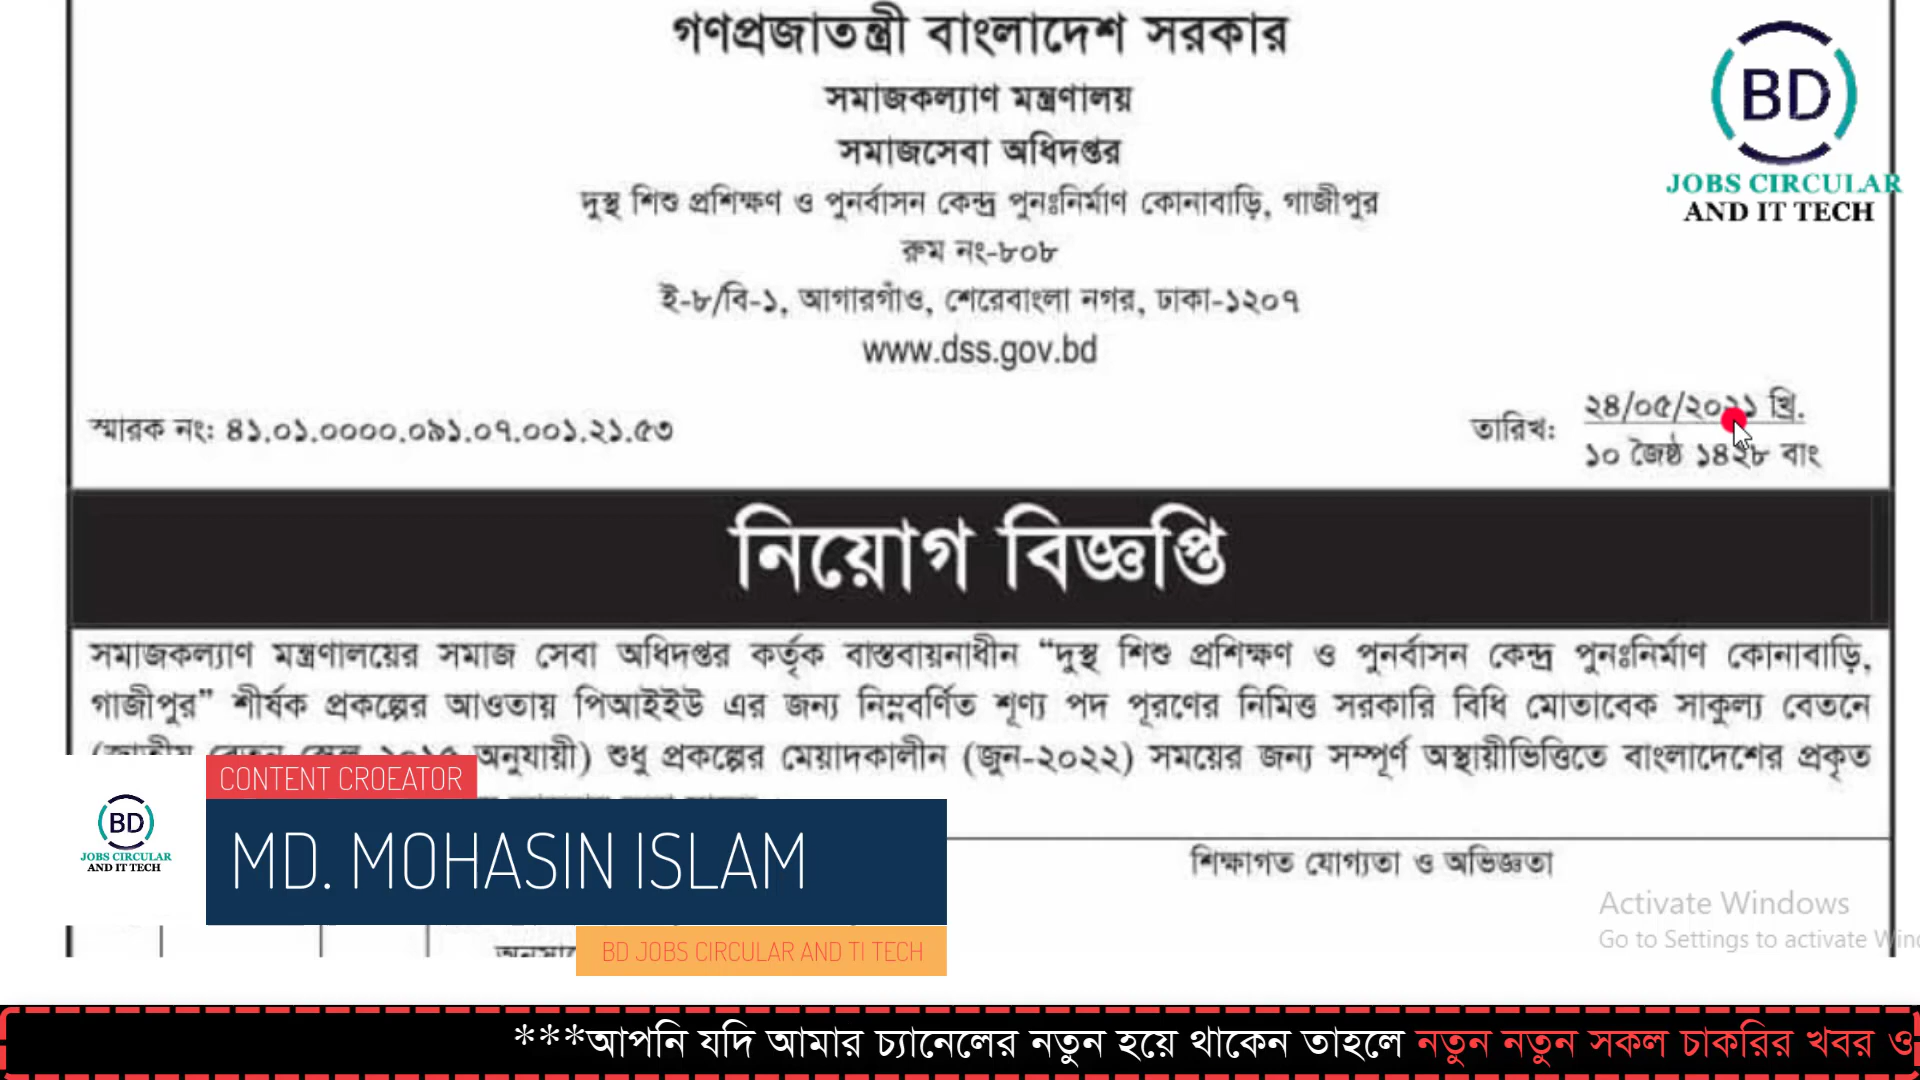 গণপ্রজাতন্ত্রী বাংলাদেশ সরকার
সমাজকল্যাণ মন্ত্রণালয়
সমাজসেবা অধিদপ্তর
দুস্থ শিশু প্রশিক্ষণ ও পুনর্বাসন কেন্দ্র পুনঃনির্মাণ কোনাবাড়ি, গাজীপুর
রুম নং-৮০৮
ই-৮/বি-১, আগারগাঁও, শেরেবাংলা নগর, ঢাকা-১২০৭
www.dss.gov.bd
BD
JOBS CIRCULAR
AND IT TECH
স্মারক নং: ৪১.০১.০০০০.০৯১.০৭.০০১.২১.৫৩
তারিখ: ২৪/০৫/২০২১ খ্রি.
১০ জৈষ্ঠ ১৪২৮ বাং
নিয়োগ বিজ্ঞপ্তি
সমাজকল্যাণ মন্ত্রণালয়ের সমাজ সেবা অধিদপ্তর কর্তৃক বাস্তবায়নাধীন “দুস্থ শিশু প্রশিক্ষণ ও পুনর্বাসন কেন্দ্র পুনঃনির্মাণ কোনাবাড়ি,
গাজীপুর” শীর্ষক প্রকল্পের আওতায় পিআইইউ এর জন্য নিম্নবর্ণিত শূণ্য পদ পূরণের নিমিত্ত সরকারি বিধি মোতাবেক সাকুল্য বেতনে
অনুযায়ী) শুধু প্রকল্পের মেয়াদকালীন (জুন-২০২২) সময়ের জন্য সম্পূর্ণ অস্থায়ীভিত্তিতে বাংলাদেশের প্রকৃত
শিক্ষাগত যোগ্যতা ও অভিজ্ঞতা
CONTENT CROEATOR
BD
JOBS CIRCULAR
AND IT TECH
MD. MOHASIN ISLAM
BD JOBS CIRCULAR AND TI TECH
Activate Windows
Go to Settings to activate
***আপনি যদি আমার চ্যানেলের নতুন হয়ে থাকেন তাহলে নতুন নতুন সকল চাকরির খবর ও